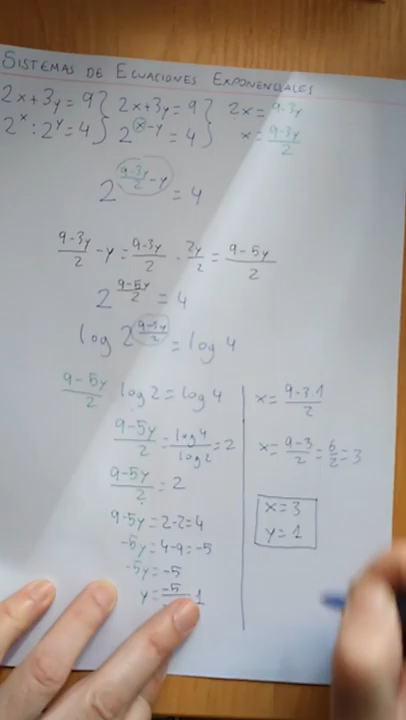 SISTEMAS DE ECUACIONES EXPONENCIALES
2x+3y=9 } 2x+3y=9 } 2x=9-3y
2^x : 2^y = 4 } 2^(x-y) = 4 } x=(9-3y)/2
2^((9-3y)/2 - y) = 4
(9-3y)/2 - y = (9-3y)/2 - 2y/2 = (9-5y)/2
2^((9-5y)/2) = 4
log 2^((9-5y)/2) = log 4
(9-5y)/2 log 2 = log 4
(9-5y)/2 = log 4/log 2 = 2
(9-5y)/2 = 2
9-5y = 2·2 = 4
-5y = 4-9 = -5
-5y = -5
y = -5 1
x = (9-3·1)/2
x = (9-3)/2 = 6/2 = 3
x = 3
y = 1